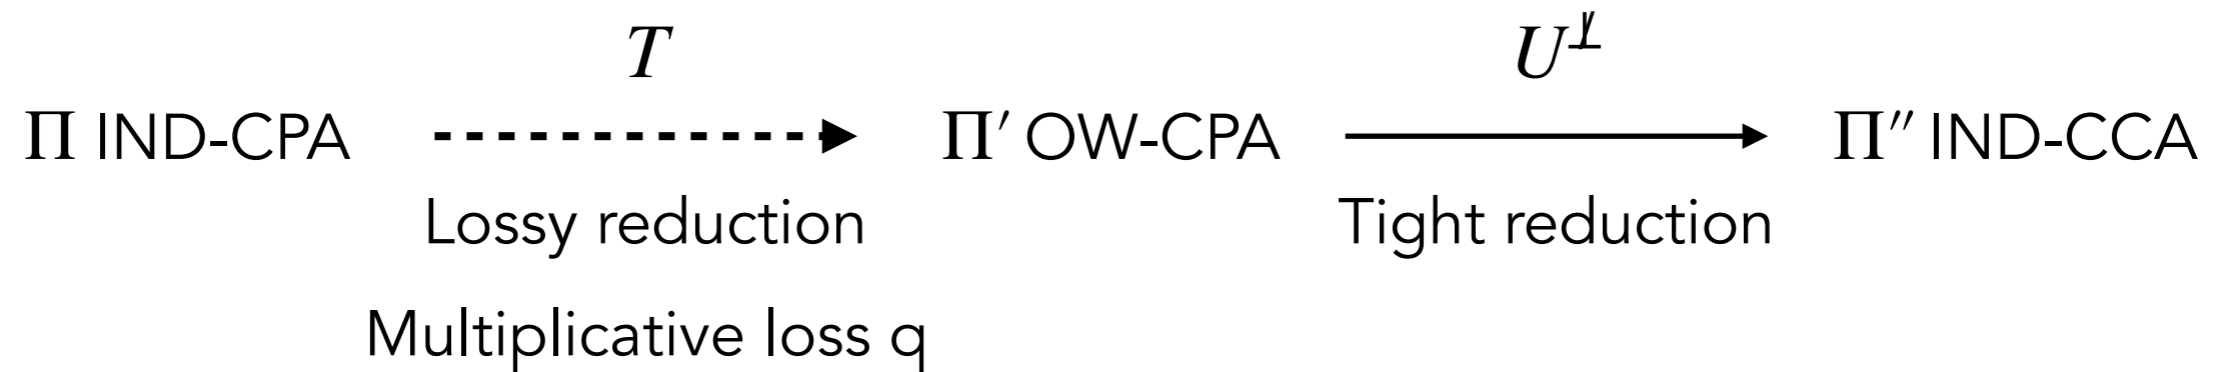 T U^⊥̸
Π IND-CPA Π′ OW-CPA Π″ IND-CCA
Lossy reduction Tight reduction
Multiplicative loss q